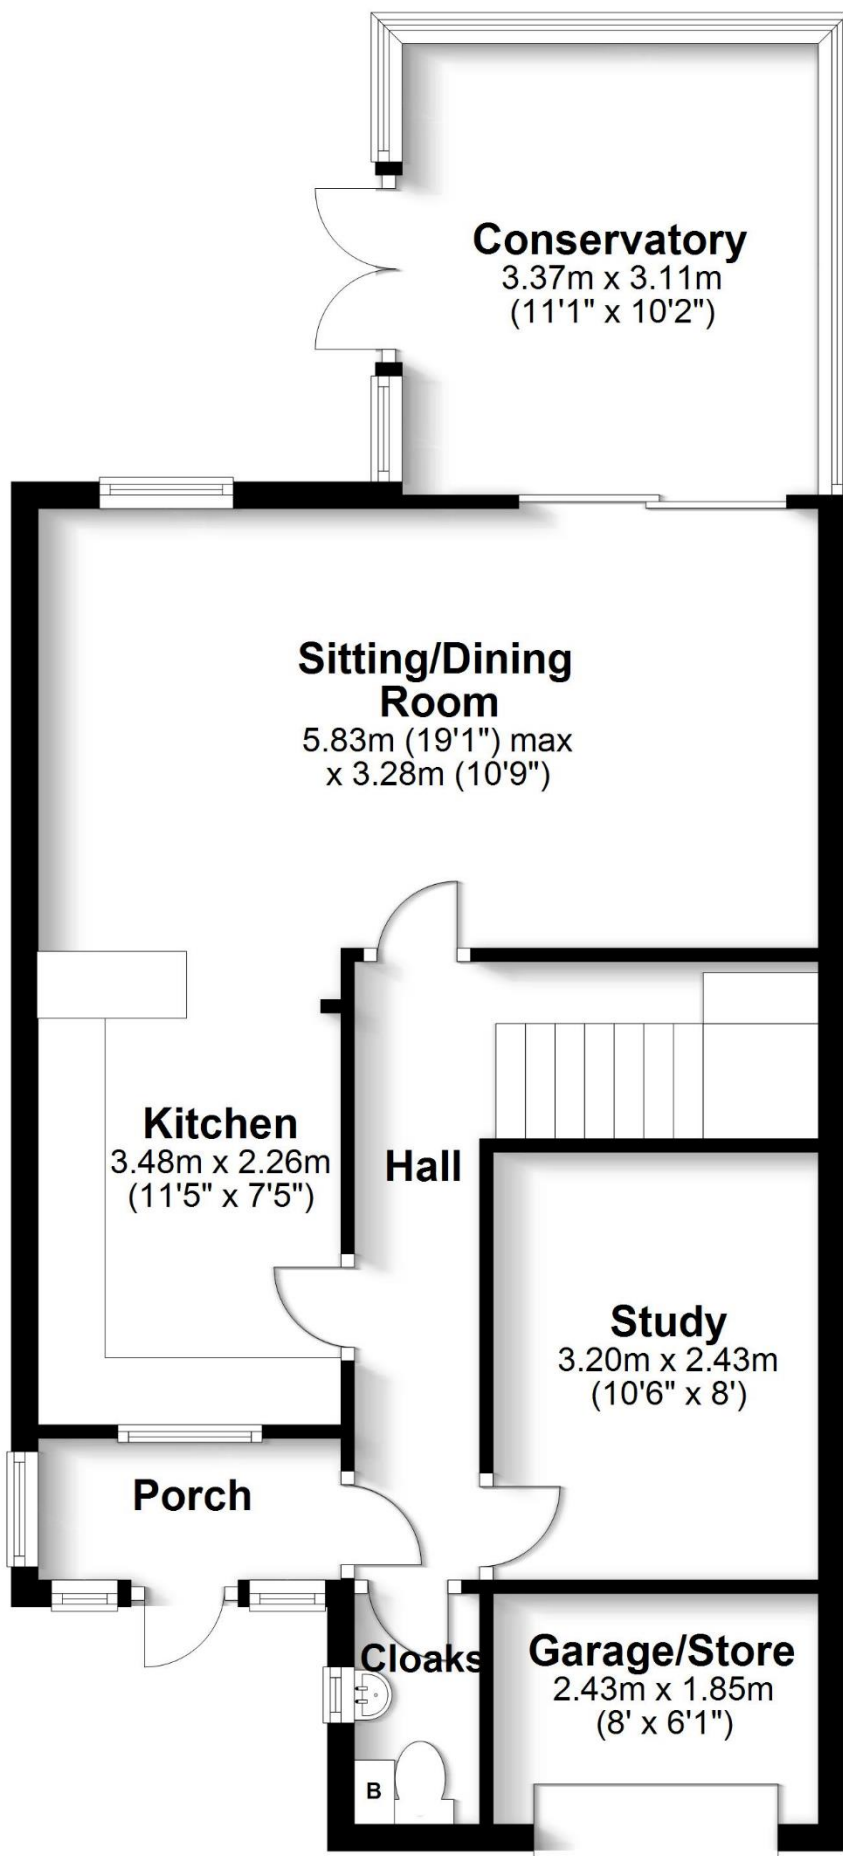 Conservatory
3.37m x 3.11m
(11'1" x 10'2")
Sitting/Dining
Room
5.83m (19'1") max
x 3.28m (10'9")
Kitchen
3.48m x 2.26m
(11'5" x 7'5")
Hall
Study
3.20m x 2.43m
(10'6" x 8')
Porch
Cloaks
Garage/Store
2.43m x 1.85m
(8' x 6'1")
B